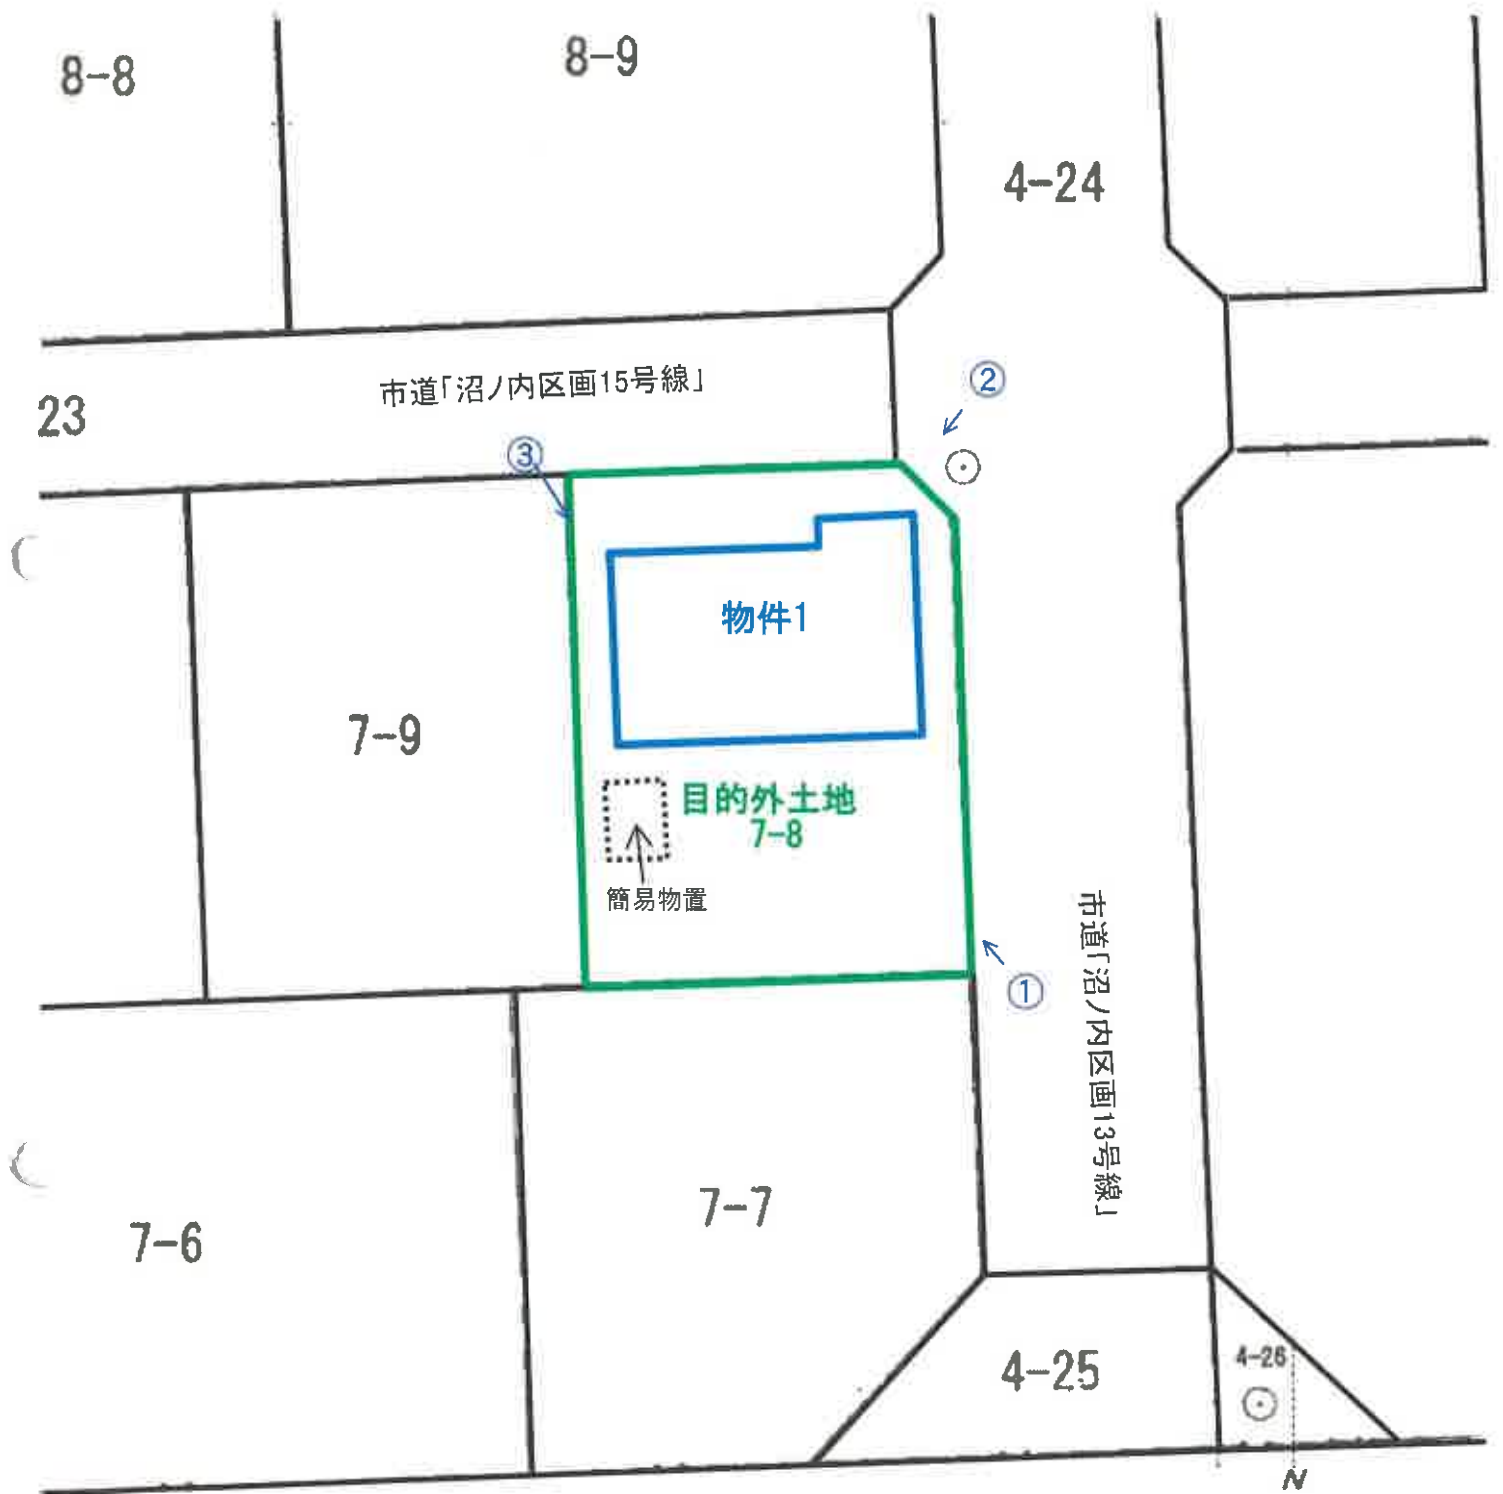 8-8
8-9
4-24
市道「沼ノ内区画15号線」
②
23
③
物件1
7-9
目的外土地
7-8
簡易物置
①
市道「沼ノ内区画13号線」
7-7
7-6
4-25
4-26
N